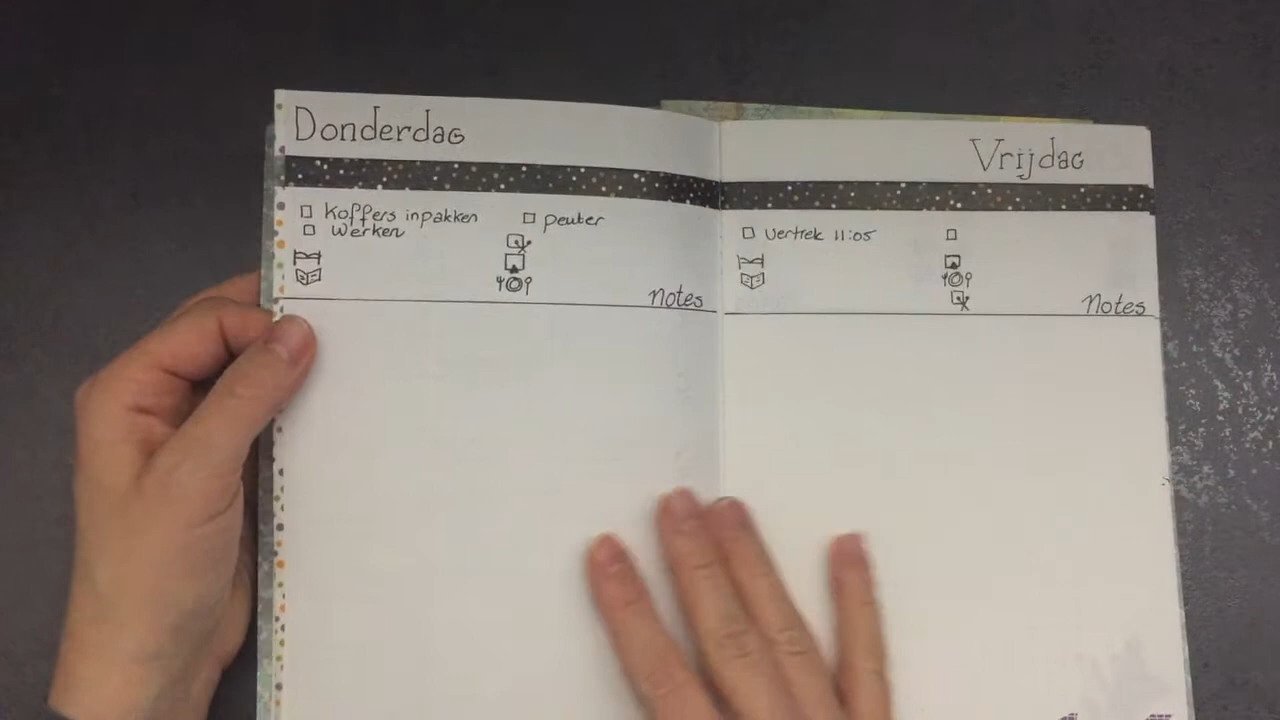 Donderdag
Koffers inpakken
Werken
peuter
notes
Vrijdag
Vertrek 11:05
Notes